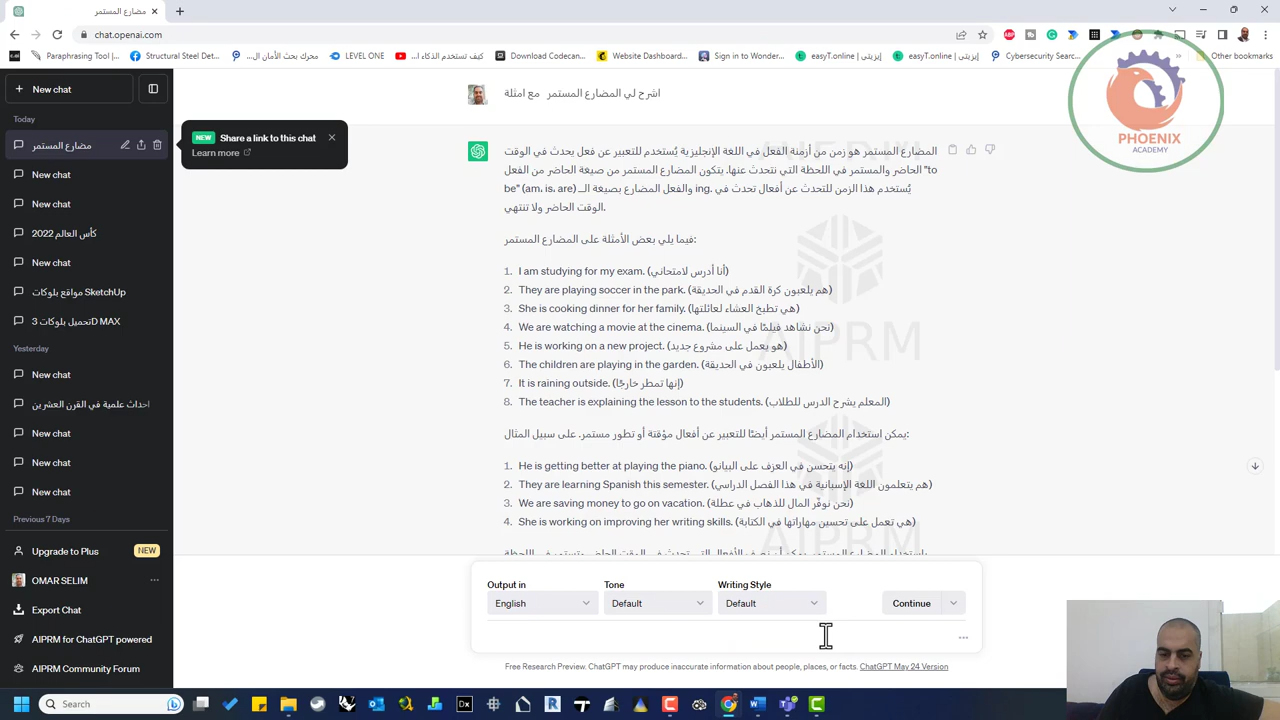 مضارع المستمر
chat.openai.com
.iI
Paraphrasing Tool |...
Structural Steel Det...
محرك بحث الأمان ال...
LEVEL ONE
كيف تستخدم الذكاء ا...
Download Codecan...
Website Dashboard...
Sign in to Wonder...
easyT.online | إيزيتي...
easyT.online | إيزيتي...
Cybersecurity Searc...
Other bookmarks
New chat
Today
مضارع المستمر
New chat
New chat
كأس العالم 2022
New chat
مواقع بلوكات SketchUp
تحميل بلوكات 3D MAX
Yesterday
New chat
احداث علمية في القرن العشرين
New chat
New chat
New chat
Previous 7 Days
Upgrade to Plus NEW
OMAR SELIM
Export Chat
AIPRM for ChatGPT powered
AIPRM Community Forum
NEW Share a link to this chat
Learn more
PHOENIX
ACADEMY
اشرح لي المضارع المستمر مع امثلة
المضارع المستمر هو زمن من أزمنة الفعل في اللغة الإنجليزية يُستخدم للتعبير عن فعل يحدث في الوقت
الحاضر والمستمر في اللحظة التي نتحدث عنها. يتكون المضارع المستمر من صيغة الحاضر من الفعل "to
be" (am, is, are) والفعل المضارع بصيغة الـ ing. يُستخدم هذا الزمن للتحدث عن أفعال تحدث في
الوقت الحاضر ولا تنتهي.
فيما يلي بعض الأمثلة على المضارع المستمر:
1. I am studying for my exam. (أنا أدرس لامتحاني)
2. They are playing soccer in the park. (هم يلعبون كرة القدم في الحديقة)
3. She is cooking dinner for her family. (هي تطبخ العشاء لعائلتها)
4. We are watching a movie at the cinema. (نحن نشاهد فيلمًا في السينما)
5. He is working on a new project. (هو يعمل على مشروع جديد)
6. The children are playing in the garden. (الأطفال يلعبون في الحديقة)
7. It is raining outside. (إنها تمطر خارجًا)
8. The teacher is explaining the lesson to the students. (المعلم يشرح الدرس للطلاب)
يمكن استخدام المضارع المستمر أيضًا للتعبير عن أفعال مؤقتة أو تطور مستمر. على سبيل المثال:
1. He is getting better at playing the piano. (إنه يتحسن في العزف على البيانو)
2. They are learning Spanish this semester. (هم يتعلمون اللغة الإسبانية في هذا الفصل الدراسي)
3. We are saving money to go on vacation. (نحن نوفّر المال للذهاب في عطلة)
4. She is working on improving her writing skills. (هي تعمل على تحسين مهاراتها في الكتابة)
AIPRM
AIPRM
Output in
Tone
Writing Style
English
Default
Default
Continue
Free Research Preview. ChatGPT may produce inaccurate information about people, places, or facts. ChatGPT May 24 Version
Search